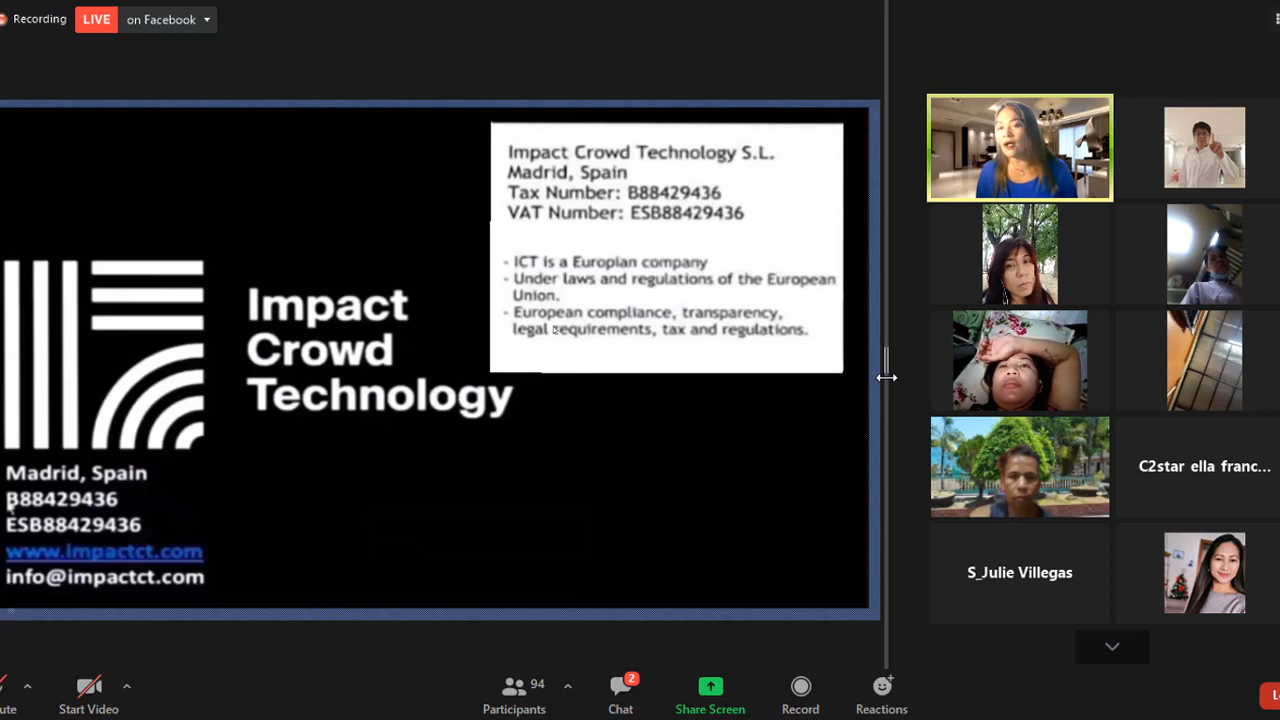 Recording
LIVE on Facebook
Impact Crowd Technology S.L.
Madrid, Spain
Tax Number: B88429436
VAT Number: ESB88429436
- ICT is a Europian company
- Under laws and regulations of the European
Union.
- European compliance, transparency,
legal requirements, tax and regulations.
Impact
Crowd
Technology
Madrid, Spain
B88429436
ESB88429436
www.impactct.com
info@impactct.com
C2star ella franc...
S_Julie Villegas
ute
Start Video
94
Participants
2
Chat
Share Screen
Record
Reactions